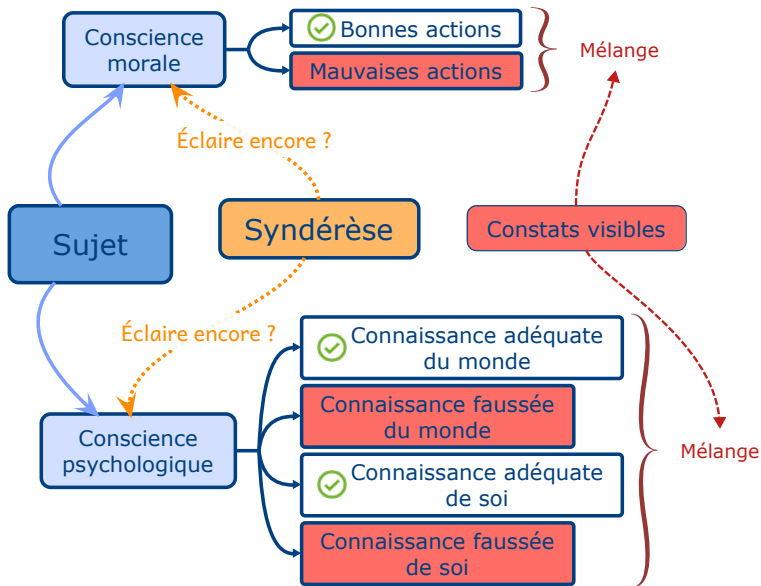 Conscience
morale
Bonnes actions
Mauvaises actions
Mélange
Éclaire encore ?
Sujet
Syndérèse
Constats visibles
Éclaire encore ?
Connaissance adéquate
du monde
Connaissance faussée
du monde
Conscience
psychologique
Mélange
Connaissance adéquate
de soi
Connaissance faussée
de soi